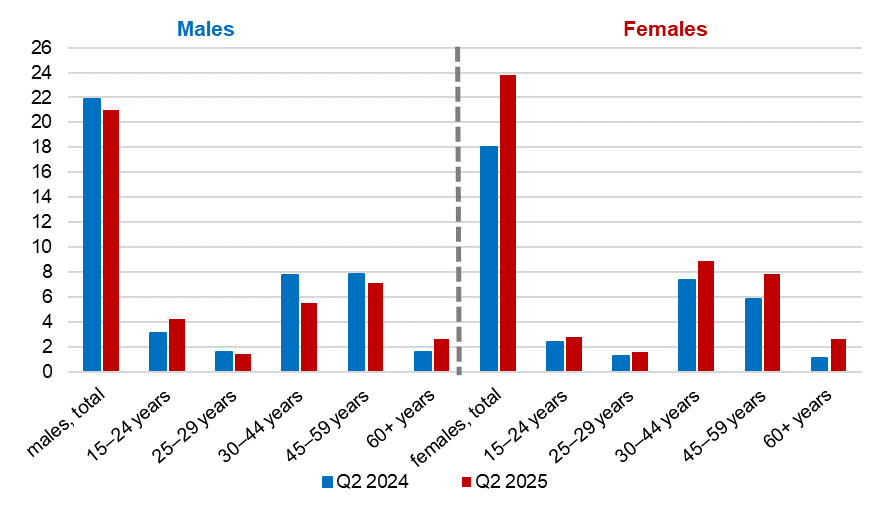 Males Females
26
24
22
20
18
16
14
12
10
8
6
4
2
0
males, total
15–24 years
25–29 years
30–44 years
45–59 years
60+ years
females, total
15–24 years
25–29 years
30–44 years
45–59 years
60+ years
Q2 2024 Q2 2025